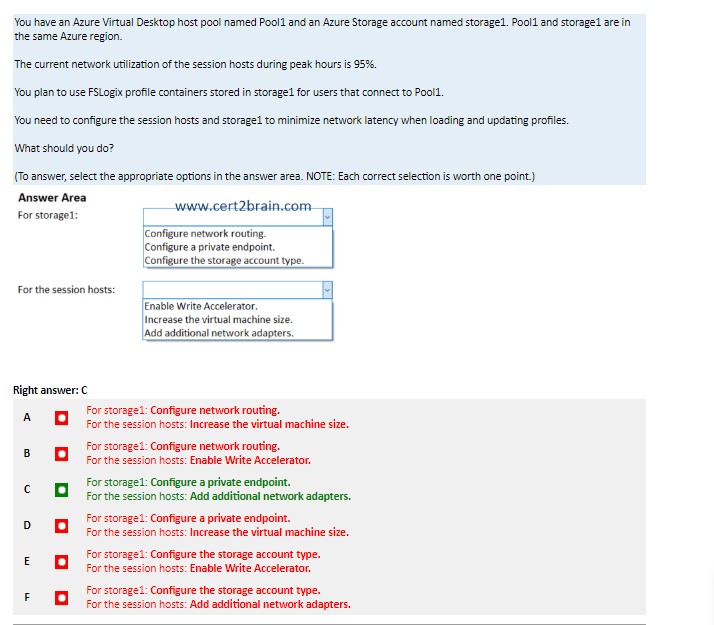 You have an Azure Virtual Desktop host pool named Pool1 and an Azure Storage account named storage1. Pool1 and storage1 are in
the same Azure region.
The current network utilization of the session hosts during peak hours is 95%.
You plan to use FSLogix profile containers stored in storage1 for users that connect to Pool1.
You need to configure the session hosts and storage1 to minimize network latency when loading and updating profiles.
What should you do?
(To answer, select the appropriate options in the answer area. NOTE: Each correct selection is worth one point.)
Answer Area
www.cert2brain.com
For storage1:
Configure network routing.
Configure a private endpoint.
Configure the storage account type.
For the session hosts:
Enable Write Accelerator.
Increase the virtual machine size.
Add additional network adapters.
Right answer: C
A
For storage1: Configure network routing.
For the session hosts: Increase the virtual machine size.
B
For storage1: Configure network routing.
For the session hosts: Enable Write Accelerator.
C
For storage1: Configure a private endpoint.
For the session hosts: Add additional network adapters.
D
For storage1: Configure a private endpoint.
For the session hosts: Increase the virtual machine size.
E
For storage1: Configure the storage account type.
For the session hosts: Enable Write Accelerator.
F
For storage1: Configure the storage account type.
For the session hosts: Add additional network adapters.